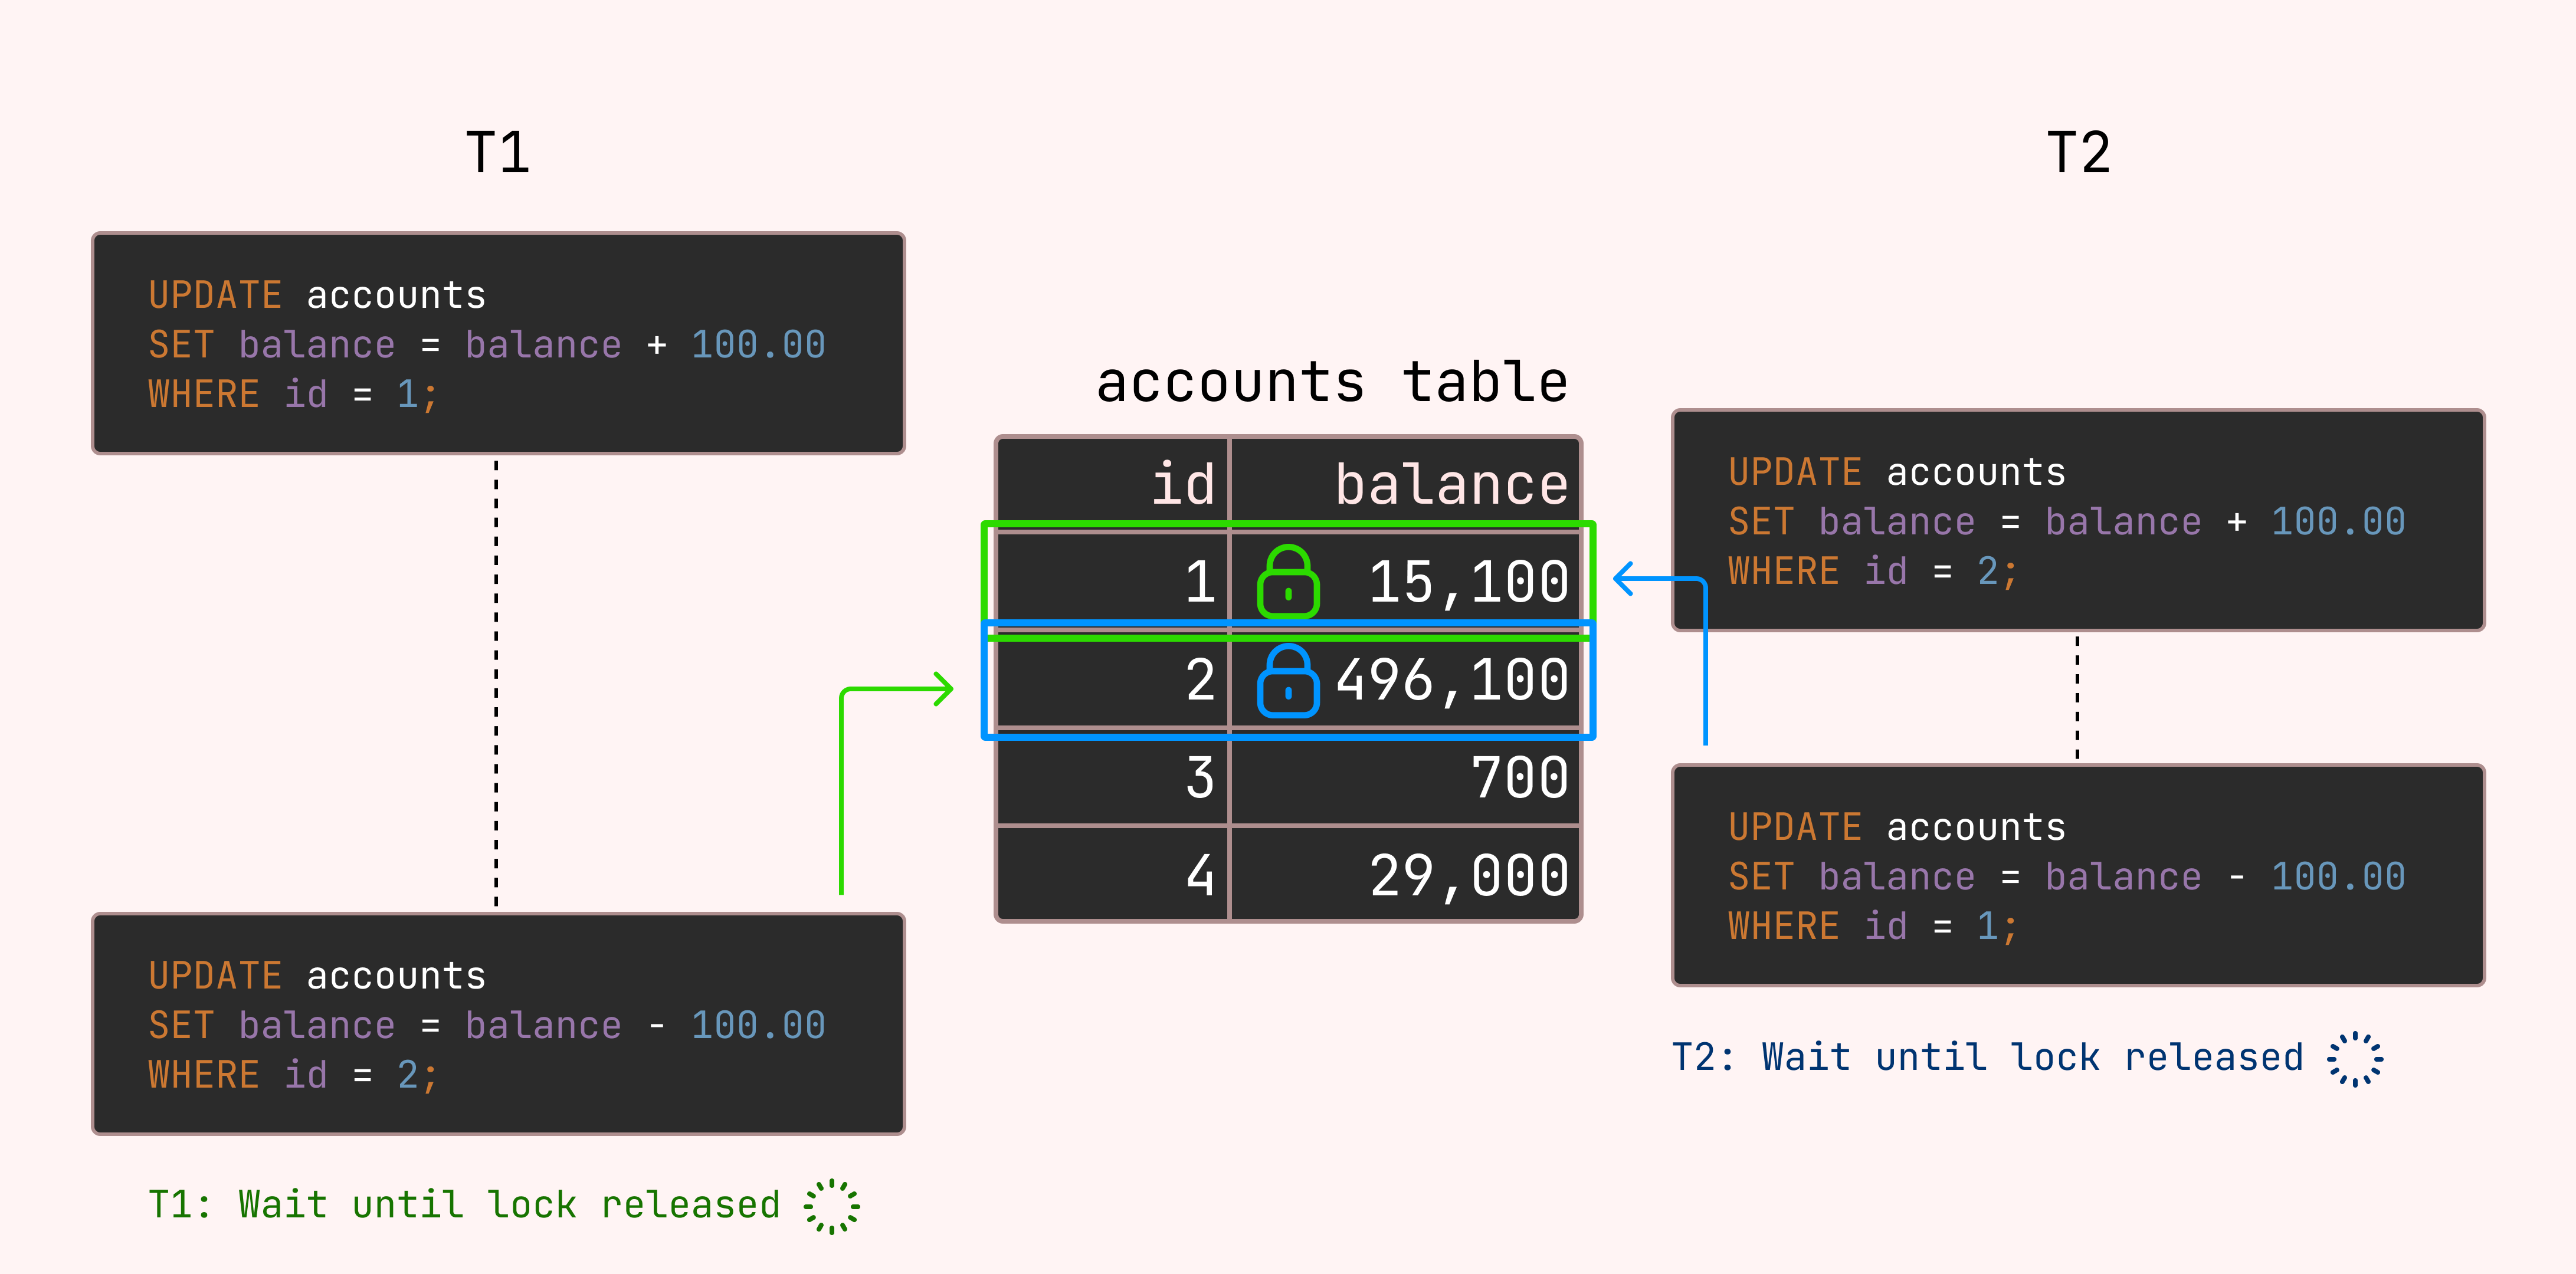 T1
UPDATE accounts
SET balance = balance + 100.00
WHERE id = 1;
UPDATE accounts
SET balance = balance - 100.00
WHERE id = 2;
T1: Wait until lock released
accounts table
id balance
1 15,100
2 496,100
3 700
4 29,000
T2
UPDATE accounts
SET balance = balance + 100.00
WHERE id = 2;
UPDATE accounts
SET balance = balance - 100.00
WHERE id = 1;
T2: Wait until lock released